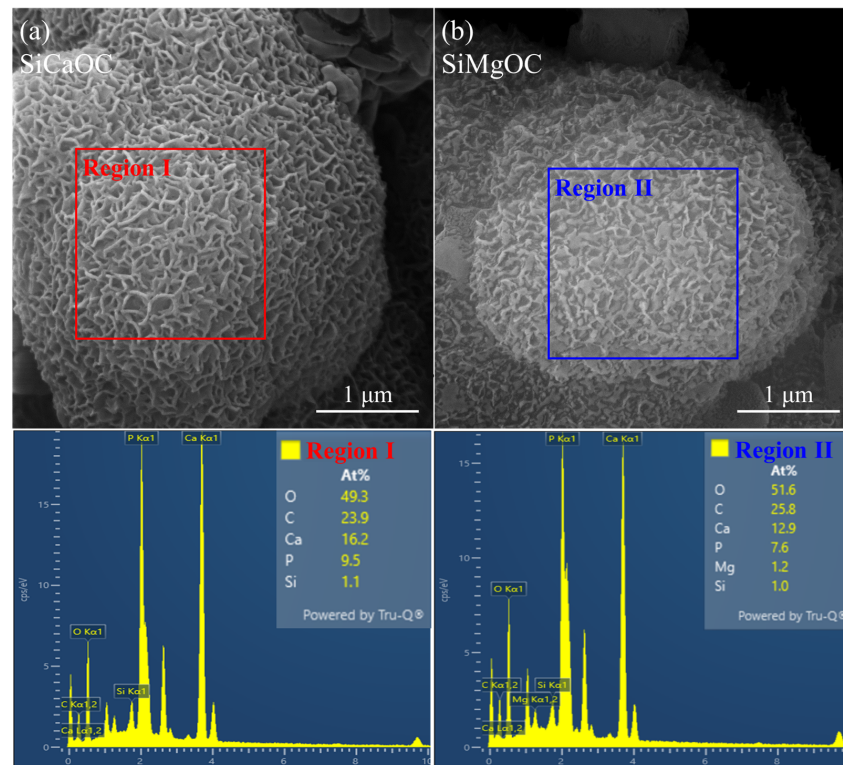 (a)
SiCaOC
Region I
1 μm
(b)
SiMgOC
Region II
1 μm
P Kα1
Ca Kα1
Region I
At%
O 49.3
C 23.9
Ca 16.2
P 9.5
Si 1.1
Powered by Tru-Q®
15
10
5
0
cps/eV
O Kα1
C Kα1,2
Ca Lα1,2
Si Kα1
0 2 4 6 8 10
P Kα1
Ca Kα1
Region II
At%
O 51.6
C 25.8
Ca 12.9
P 7.6
Mg 1.2
Si 1.0
Powered by Tru-Q®
15
10
5
0
cps/eV
O Kα1
C Kα1,2
Ca Lα1,2
Si Kα1
Mg Kα1,2
0 2 4 6 8